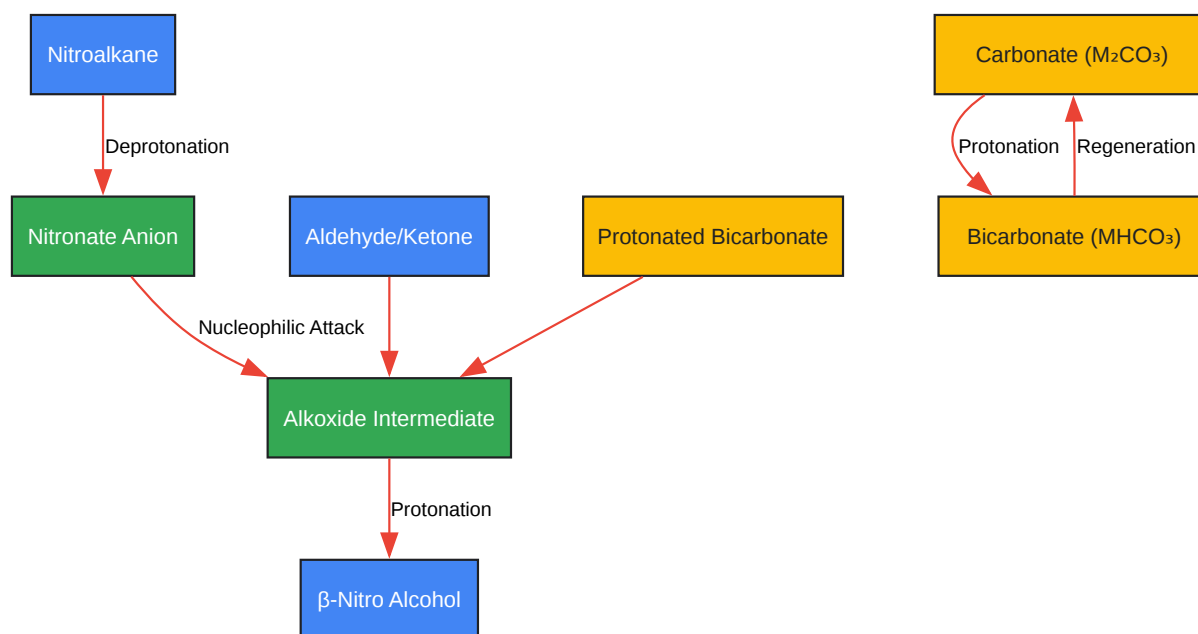 Nitroalkane
Carbonate (M₂CO₃)
Deprotonation
Protonation
Regeneration
Nitronate Anion
Aldehyde/Ketone
Protonated Bicarbonate
Bicarbonate (MHCO₃)
Nucleophilic Attack
Alkoxide Intermediate
Protonation
β-Nitro Alcohol